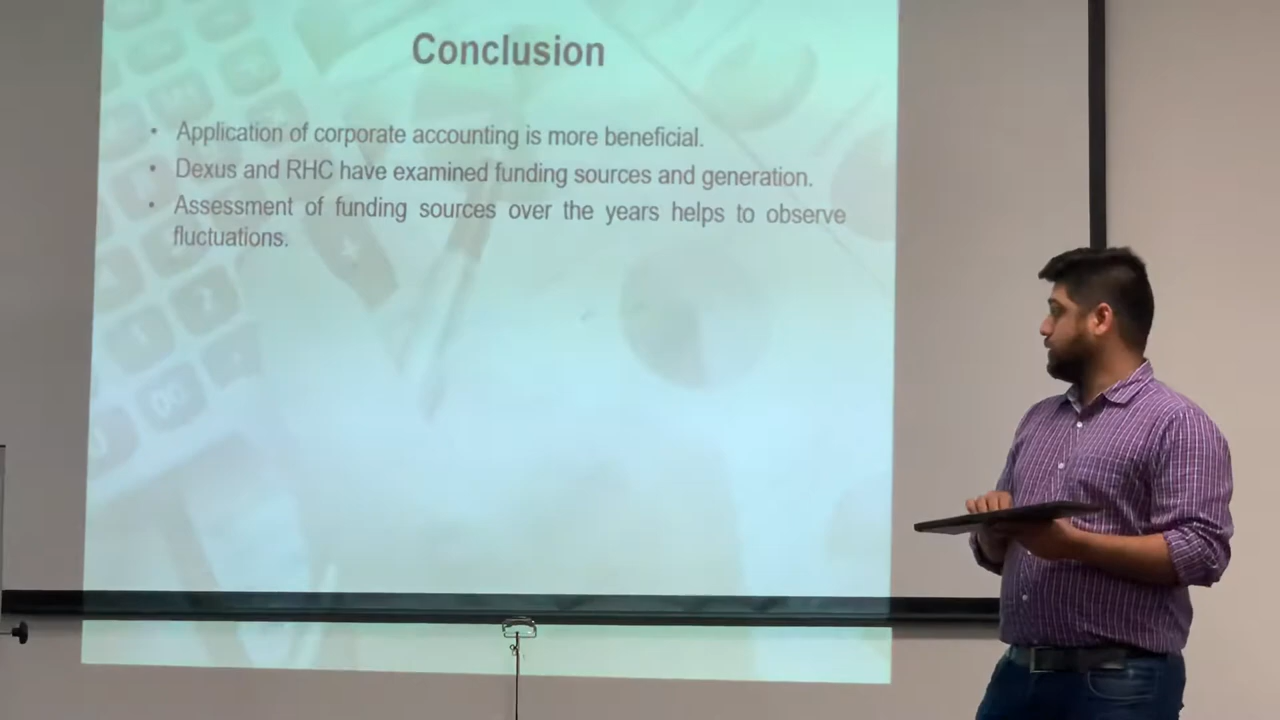 Conclusion
• Application of corporate accounting is more beneficial.
• Dexus and RHC have examined funding sources and generation.
• Assessment of funding sources over the years helps to observe
fluctuations.